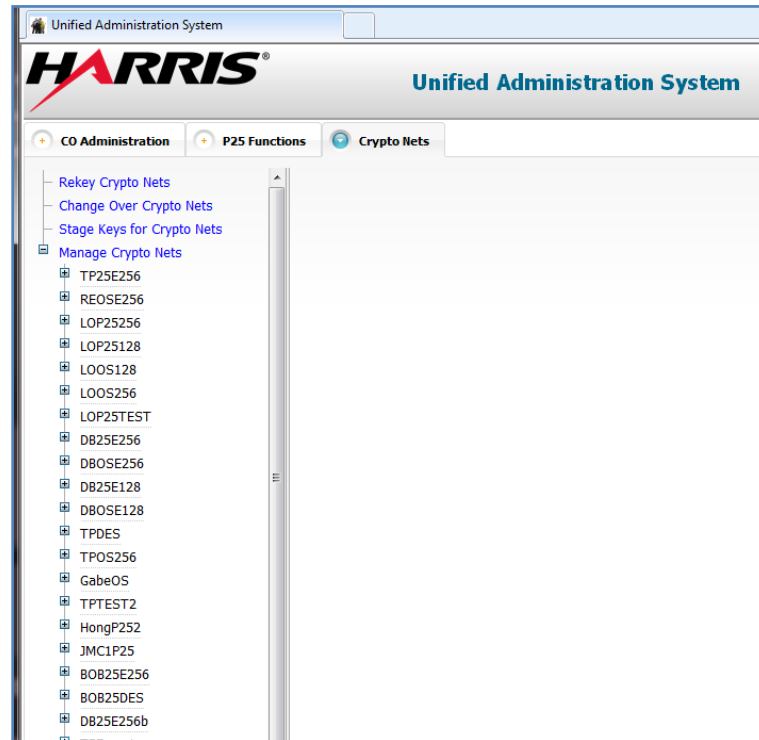 Unified Administration System
HARRIS®
Unified Administration System
CO Administration
P25 Functions
Crypto Nets
Rekey Crypto Nets
Change Over Crypto Nets
Stage Keys for Crypto Nets
Manage Crypto Nets
TP25E256
REOSE256
LOP25256
LOP25128
LOOS128
LOOS256
LOP25TEST
DB25E256
DBOSE256
DB25E128
DBOSE128
TPDES
TPOS256
GabeOS
TPTEST2
HongP252
JMC1P25
BOB25E256
BOB25DES
DB25E256b